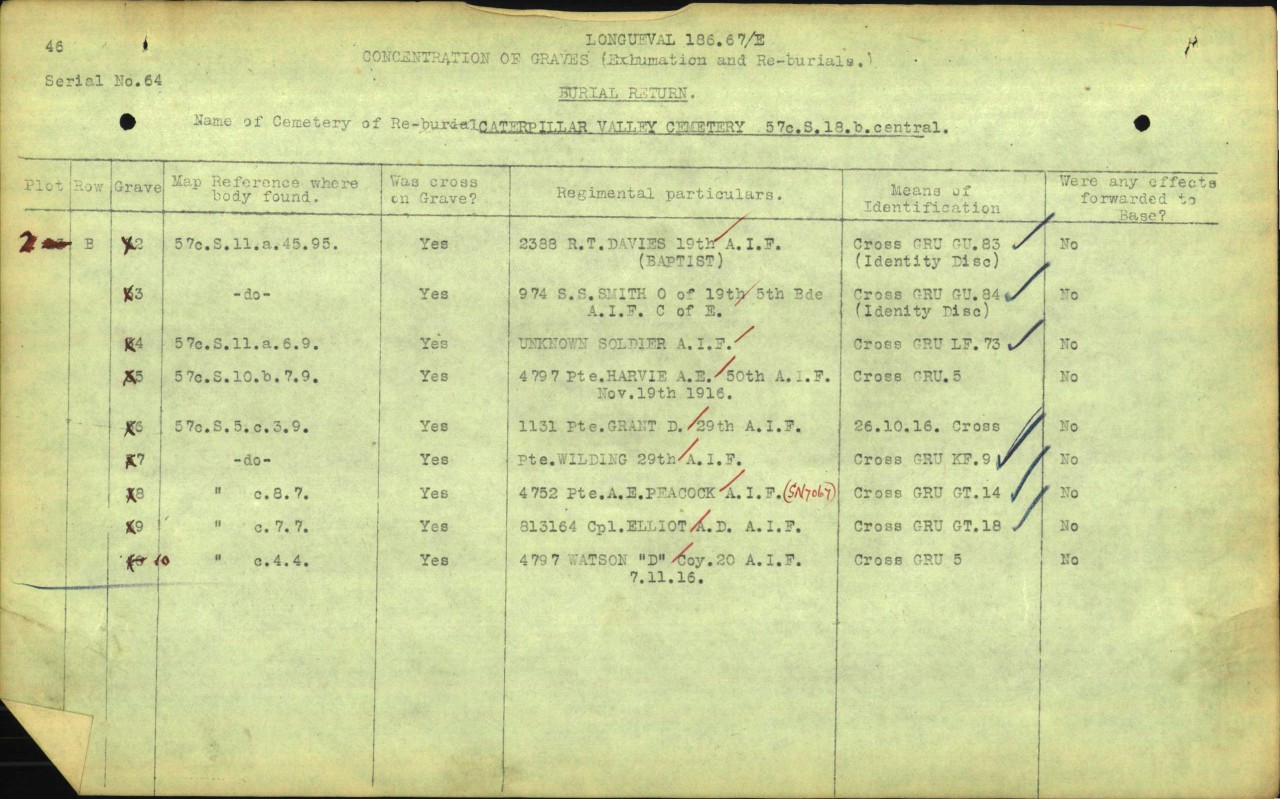 46
LONGUEVAL 186.67/E
CONCENTRATION OF GRAVES (Exhumation and Re-burials.)
Serial No.64
BURIAL RETURN.
Name of Cemetery of Re-burial CATERPILLAR VALLEY CEMETERY 57c.S.18.b.central.
Plot Row Grave Map Reference where body found. Was cross on Grave? Regimental particulars. Means of Identification Were any effects forwarded to Base?
2 B 2 57c.S.11.a.45.95. Yes 2388 R.T.DAVIES 19th A.I.F. Cross GRU GU.83 No
(BAPTIST) (Identity Disc)
3 -do- Yes 974 S.S.SMITH O of 19th 5th Bde Cross GRU GU.84 No
A.I.F. C of E. (Idenity Disc)
4 57c.S.11.a.6.9. Yes UNKNOWN SOLDIER A.I.F. Cross GRU LF.73 No
5 57c.S.10.b.7.9. Yes 4797 Pte.HARVIE A.E. 50th A.I.F. Cross GRU.5 No
Nov.19th 1916.
6 57c.S.5.c.3.9. Yes 1131 Pte.GRANT D. 29th A.I.F. 26.10.16. Cross No
7 -do- Yes Pte.WILDING 29th A.I.F. Cross GRU KF.9 No
8 " c.8.7. Yes 4752 Pte.A.E.PEACOCK A.I.F. (SN7067) Cross GRU GT.14 No
9 " c.7.7. Yes 813164 Cpl.ELLIOT A.D. A.I.F. Cross GRU GT.18 No
10 " c.4.4. Yes 4797 WATSON "D" Coy.20 A.I.F. Cross GRU 5 No
7.11.16.